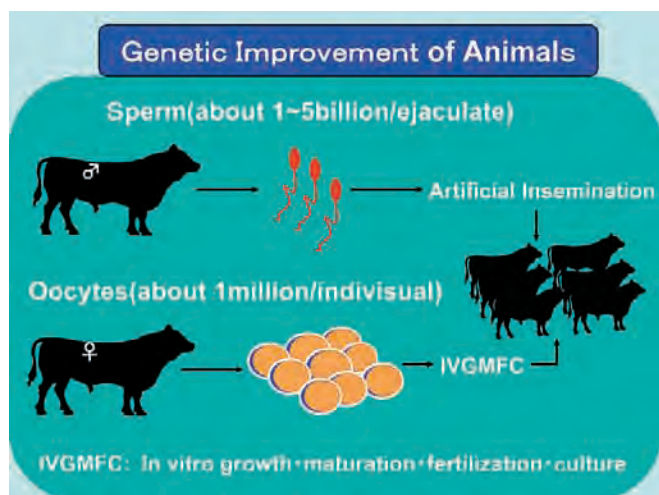 Genetic Improvement of Animals
Sperm(about 1~5billion/ejaculate)
♂
Artificial Insemination
Oocytes(about 1million/indivisual)
♀
IVGMFC
IVGMFC: In vitro growth·maturation·fertilization·culture